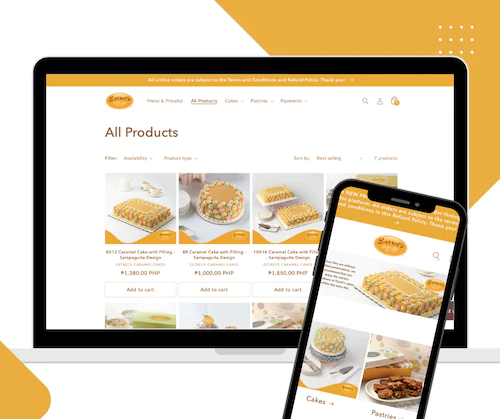 All online orders are subject to the Terms and Conditions and Refund Policy. Thank you! →
Estrel's
Menu & Pricelist All Products Cakes Pastries Payments
All Products
Filter: Availability Product type
Sort by: Best selling 7 products
8X12 Caramel Cake with Filling -
Sampaguita Design
ESTREL'S CARAMEL CAKES
₱1,380.00 PHP
Add to cart
8R Caramel Cake with Filling -
Sampaguita Design
ESTREL'S CARAMEL CAKES
₱1,000.00 PHP
Add to cart
10X14 Caramel Cake with Filling -
Sampaguita Design
ESTREL'S CARAMEL CAKES
₱1,850.00 PHP
Add to cart
through
this platform. All orders are subject to the terms
and conditions in this Refund Policy. Thank you!
Estrel's
Cakes →
Pastries →